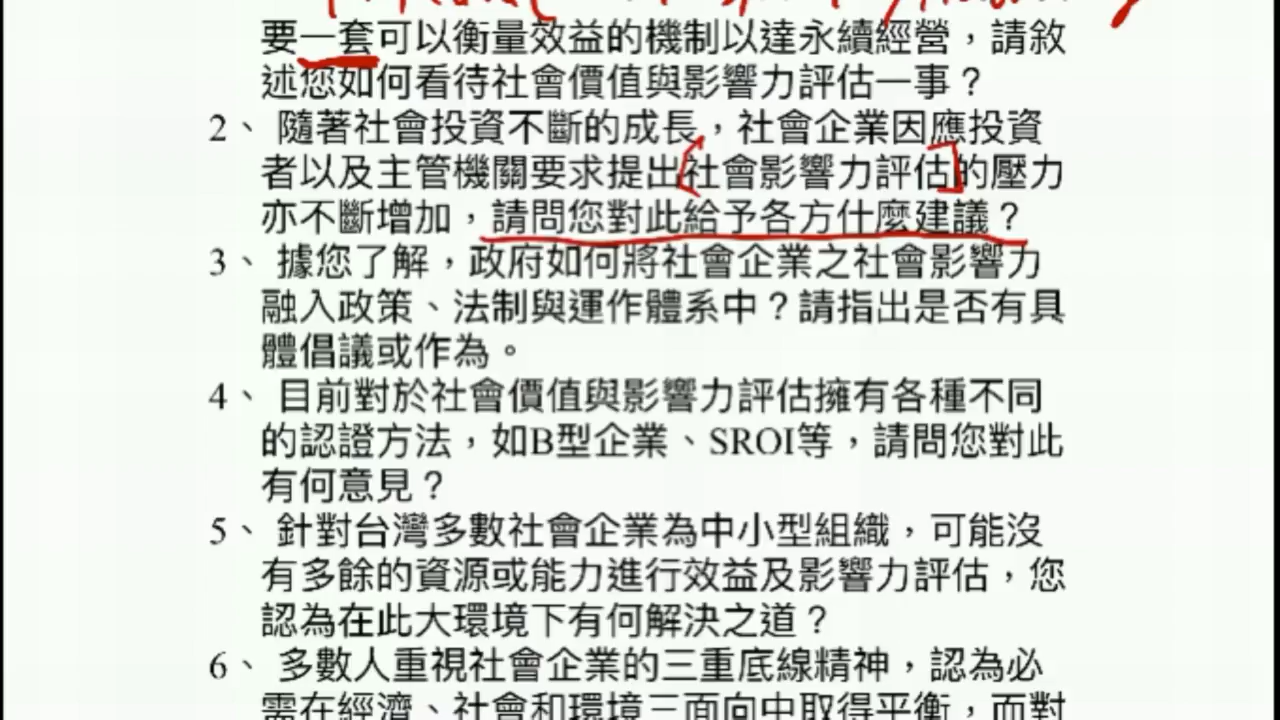 要一套可以衡量效益的機制以達永續經營，請敘
述您如何看待社會價值與影響力評估一事？
2、 隨著社會投資不斷的成長，社會企業因應投資
者以及主管機關要求提出社會影響力評估的壓力
亦不斷增加，請問您對此給予各方什麼建議？
3、 據您了解，政府如何將社會企業之社會影響力
融入政策、法制與運作體系中？請指出是否有具
體倡議或作為。
4、 目前對於社會價值與影響力評估擁有各種不同
的認證方法，如B型企業、SROI等，請問您對此
有何意見？
5、 針對台灣多數社會企業為中小型組織，可能沒
有多餘的資源或能力進行效益及影響力評估，您
認為在此大環境下有何解決之道？
6、 多數人重視社會企業的三重底線精神，認為必
需在經濟、社會和環境三面向中取得平衡，而對